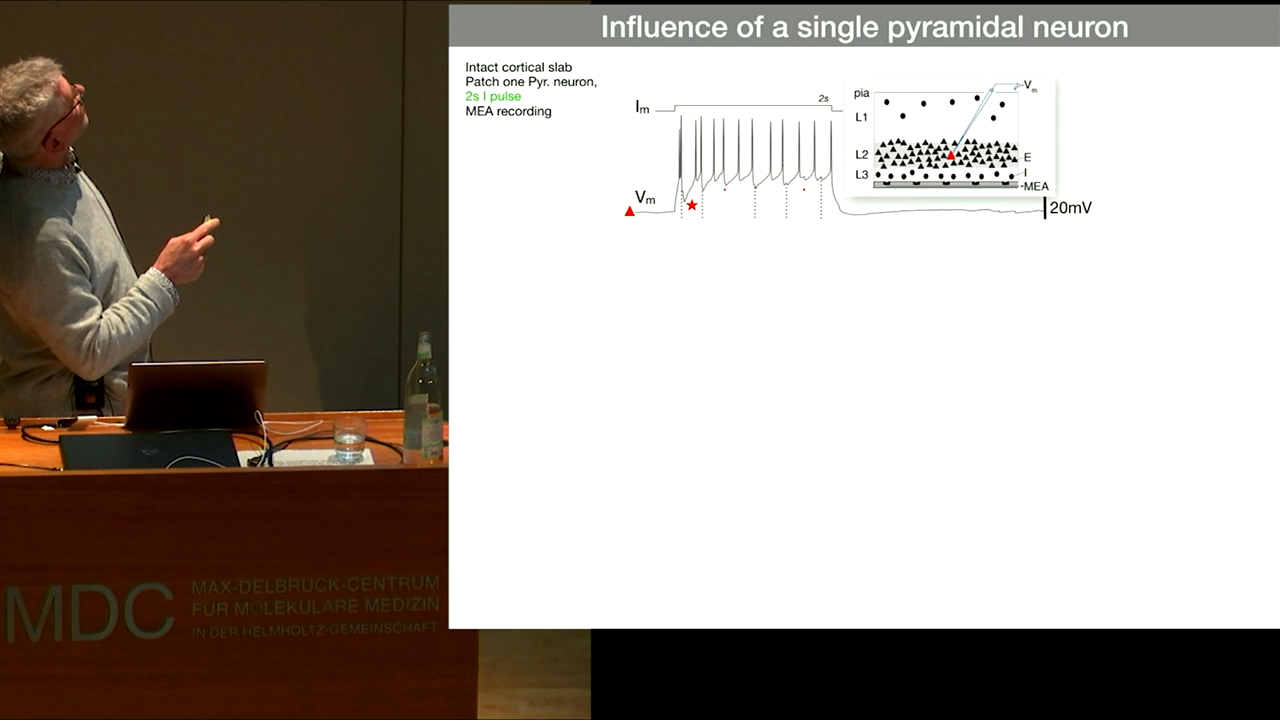 Influence of a single pyramidal neuron
Intact cortical slab
Patch one Pyr. neuron,
2s I pulse
MEA recording
Im
2s
Vm
20mV
Vm
pia
L1
L2
L3
E
I
MEA
MDC
MAX-DELBRÜCK-CENTRUM
FÜR MOLEKULARE MEDIZIN
IN DER HELMHOLTZ-GEMEINSCHAFT